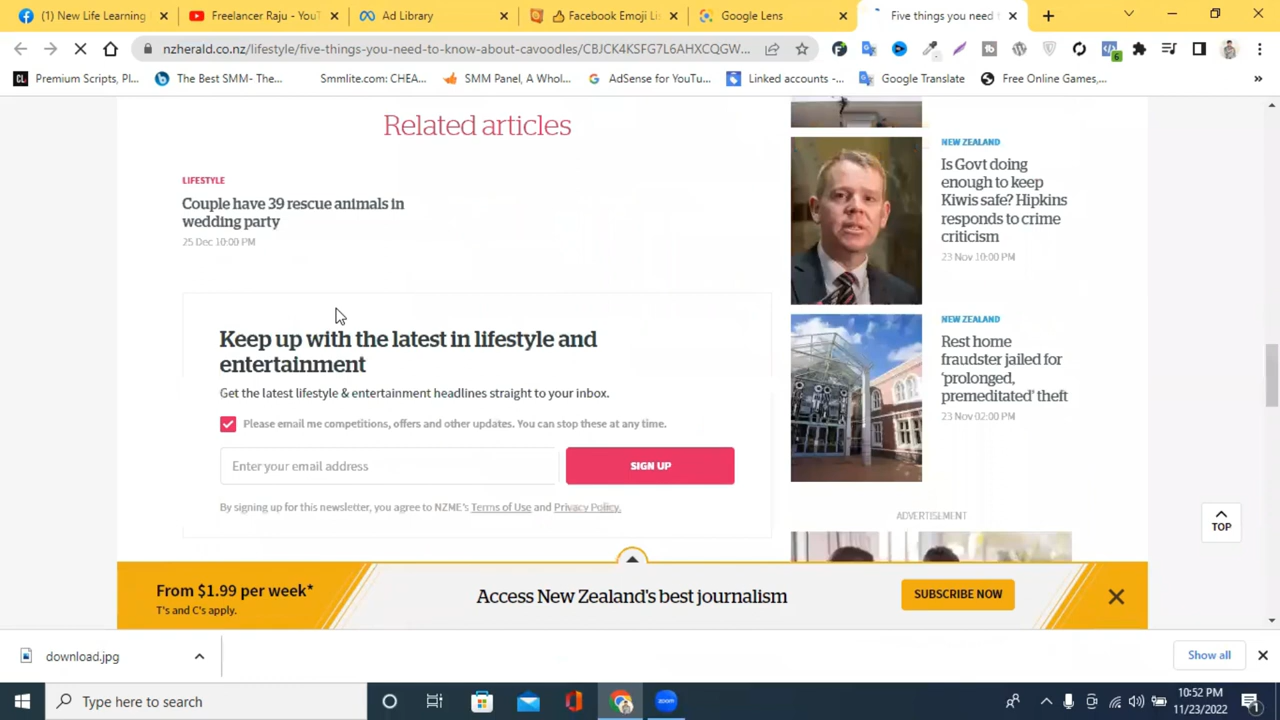 (1) New Life Learning
Freelancer Raju - YouT
Ad Library
Facebook Emoji Li
Google Lens
Five things you need
nzherald.co.nz/lifestyle/five-things-you-need-to-know-about-cavoodles/CBJCK4KSFG7L6AHXCQGW...
6
Premium Scripts, Pl...
The Best SMM- The...
Smmlite.com: CHEA...
SMM Panel, A Whol...
AdSense for YouTu...
Linked accounts -...
Google Translate
Free Online Games,...
»
Related articles
LIFESTYLE
Couple have 39 rescue animals in
wedding party
25 Dec 10:00 PM
Keep up with the latest in lifestyle and
entertainment
Get the latest lifestyle & entertainment headlines straight to your inbox.
Please email me competitions, offers and other updates. You can stop these at any time.
Enter your email address
SIGN UP
By signing up for this newsletter, you agree to NZME's Terms of Use and Privacy Policy.
NEW ZEALAND
Is Govt doing
enough to keep
Kiwis safe? Hipkins
responds to crime
criticism
23 Nov 10:00 PM
NEW ZEALAND
Rest home
fraudster jailed for
‘prolonged,
premeditated’ theft
23 Nov 02:00 PM
ADVERTISEMENT
TOP
From $1.99 per week*
T's and C's apply.
Access New Zealand's best journalism
SUBSCRIBE NOW
download.jpg
Show all
Type here to search
zoom
10:52 PM
11/23/2022
1